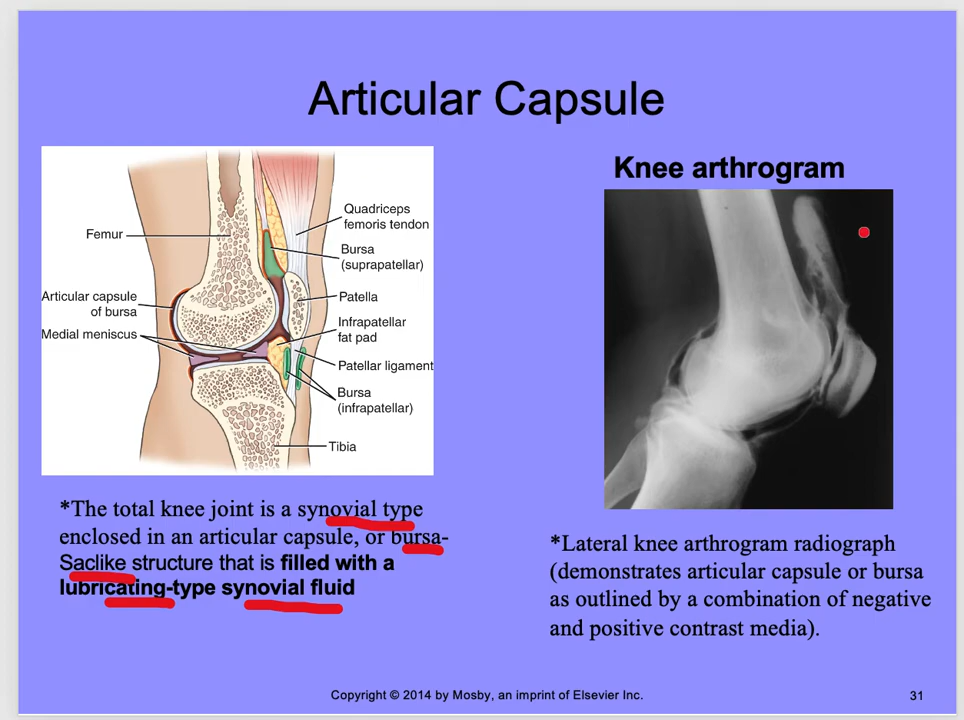 Articular Capsule
Femur
Articular capsule
of bursa
Medial meniscus
Quadriceps
femoris tendon
Bursa
(suprapatellar)
Patella
Infrapatellar
fat pad
Patellar ligament
Bursa
(infrapatellar)
Tibia
*The total knee joint is a synovial type
enclosed in an articular capsule, or bursa-
Saclike structure that is filled with a
lubricating-type synovial fluid
Knee arthrogram
*Lateral knee arthrogram radiograph
(demonstrates articular capsule or bursa
as outlined by a combination of negative
and positive contrast media).
Copyright © 2014 by Mosby, an imprint of Elsevier Inc.
31